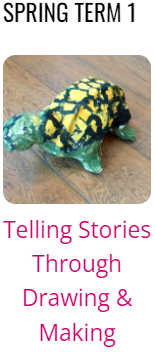 SPRING TERM 1
Telling Stories
Through
Drawing &
Making